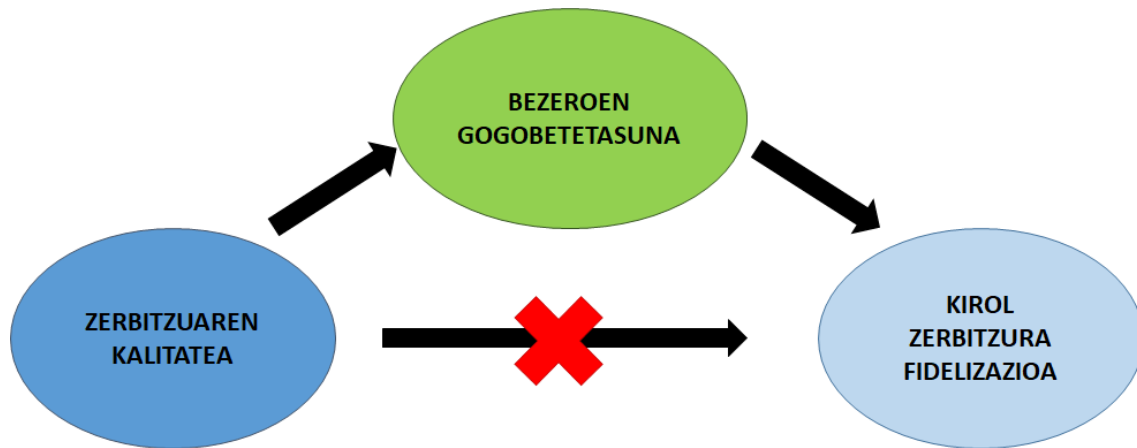 BEZEROEN
GOGOBETETASUNA
ZERBITZUAREN
KALITATEA
KIROL
ZERBITZURA
FIDELIZAZIOA